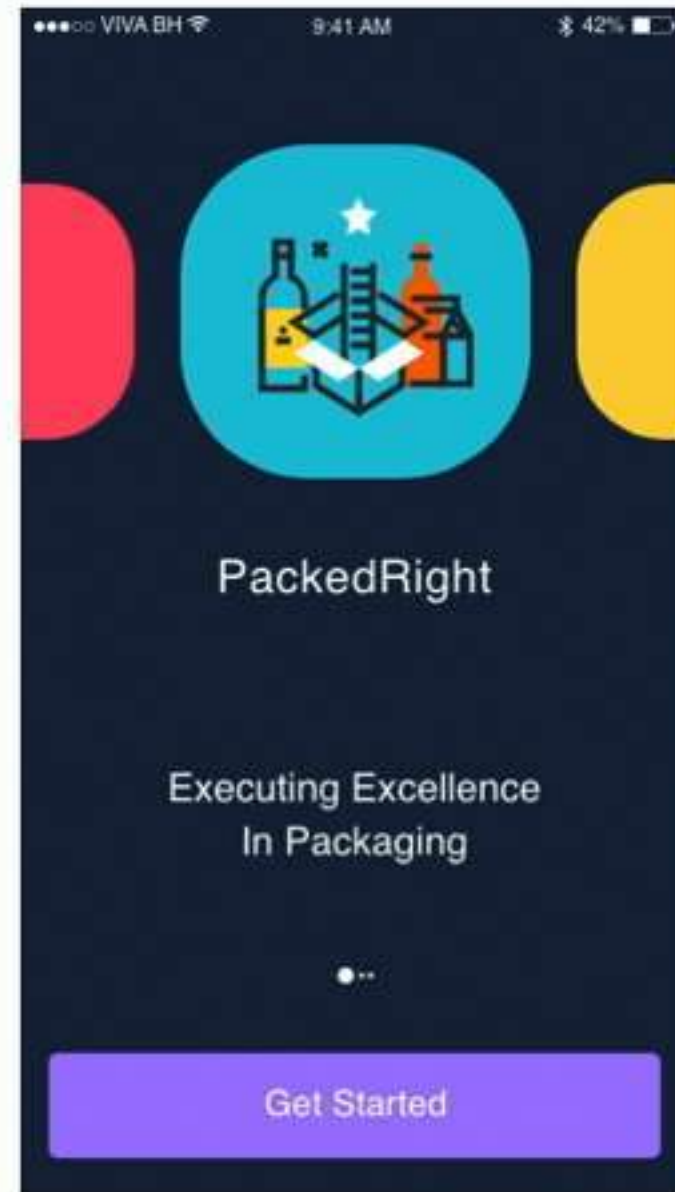 VIVA BH 9:41 AM 42%
PackedRight
Executing Excellence
In Packaging
Get Started